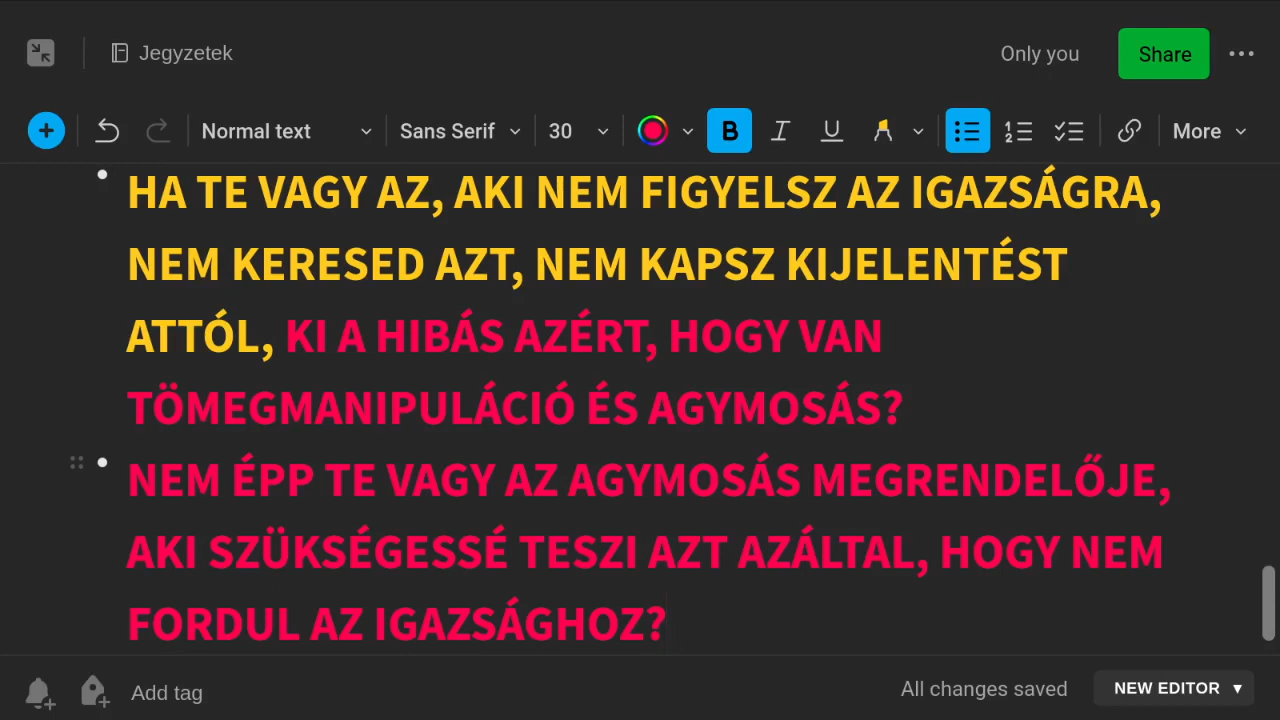 Jegyzetek
Only you
Share
Normal text
Sans Serif
30
B
I
U
More
HA TE VAGY AZ, AKI NEM FIGYELSZ AZ IGAZSÁGRA,
NEM KERESED AZT, NEM KAPSZ KIJELENTÉST
ATTÓL, KI A HIBÁS AZÉRT, HOGY VAN
TÖMEGMANIPULÁCIÓ ÉS AGYMOSÁS?
NEM ÉPP TE VAGY AZ AGYMOSÁS MEGRENDELŐJE,
AKI SZÜKSÉGESSÉ TESZI AZT AZÁLTAL, HOGY NEM
FORDUL AZ IGAZSÁGHOZ?
Add tag
All changes saved
NEW EDITOR